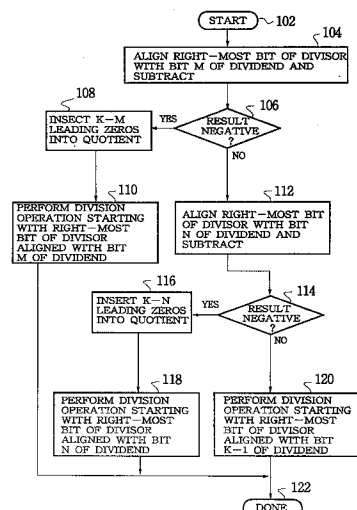 START
102
104
ALIGN RIGHT-MOST BIT OF DIVISOR
WITH BIT M OF DIVIDEND AND
SUBTRACT
108
INSECT K-M
LEADING ZEROS
INTO QUOTIENT
YES
106
RESULT
NEGATIVE
?
NO
110
PERFORM DIVISION
OPERATION STARTING
WITH RIGHT-MOST
BIT OF DIVISOR
ALIGNED WITH BIT
M OF DIVIDEND
112
ALIGN RIGHT-MOST BIT
OF DIVISOR WITH BIT
N OF DIVIDEND AND
SUBTRACT
116
INSERT K-N
LEADING ZEROS
INTO QUOTIENT
YES
114
RESULT
NEGATIVE
?
NO
118
PERFORM DIVISION
OPERATION STARTING
WITH RIGHT-MOST
BIT OF DIVISOR
ALIGNED WITH BIT
N OF DIVIDEND
120
PERFORM DIVISION
OPERATION STARTING
WITH RIGHT-MOST
BIT OF DIVISOR
ALIGNED WITH BIT
K-1 OF DIVIDEND
122
DONE